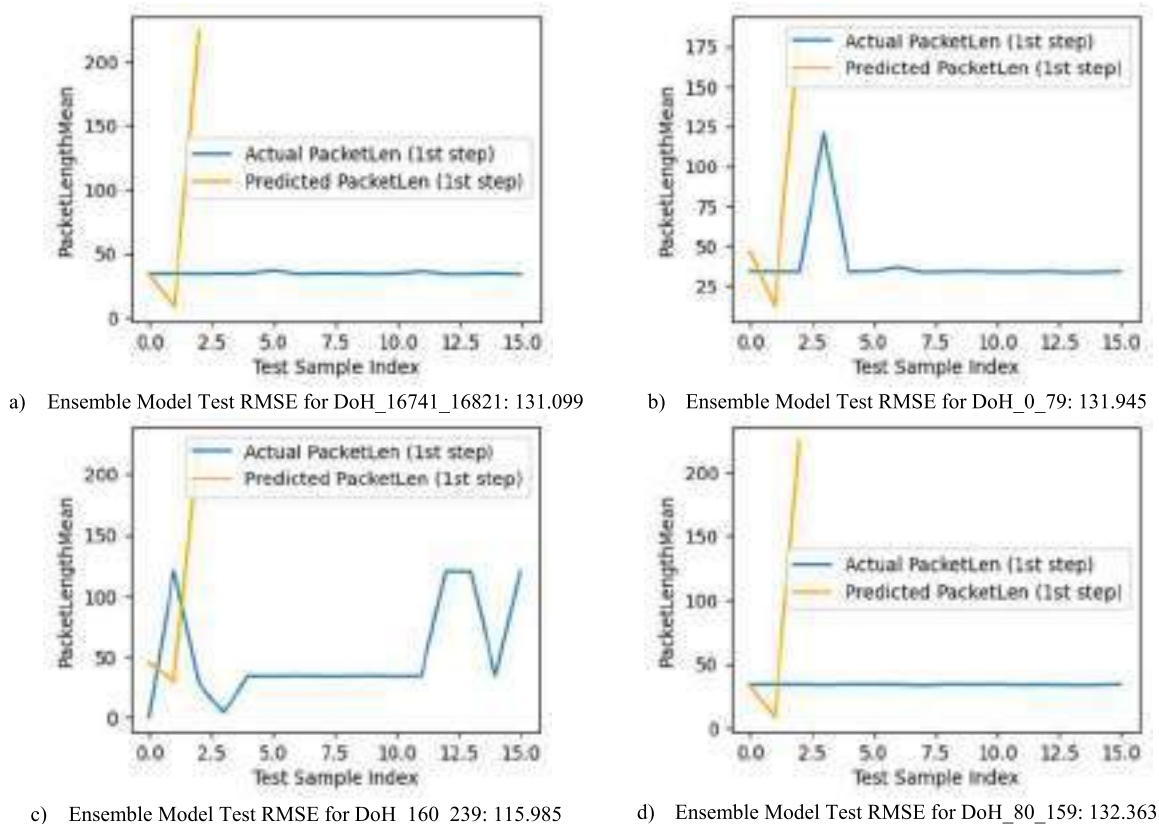 200
150
100
50
0
PacketLengthMean
Actual PacketLen (1st step)
Predicted PacketLen (1st step)
0.0 2.5 5.0 7.5 10.0 12.5 15.0
Test Sample Index
a) Ensemble Model Test RMSE for DoH_16741_16821: 131.099
175
150
125
100
75
50
25
PacketLengthMean
Actual PacketLen (1st step)
Predicted PacketLen (1st step)
0.0 2.5 5.0 7.5 10.0 12.5 15.0
Test Sample Index
b) Ensemble Model Test RMSE for DoH_0_79: 131.945
200
150
100
50
0
PacketLengthMean
Actual PacketLen (1st step)
Predicted PacketLen (1st step)
0.0 2.5 5.0 7.5 10.0 12.5 15.0
Test Sample Index
c) Ensemble Model Test RMSE for DoH_160_239: 115.985
200
150
100
50
0
PacketLengthMean
Actual PacketLen (1st step)
Predicted PacketLen (1st step)
0.0 2.5 5.0 7.5 10.0 12.5 15.0
Test Sample Index
d) Ensemble Model Test RMSE for DoH_80_159: 132.363